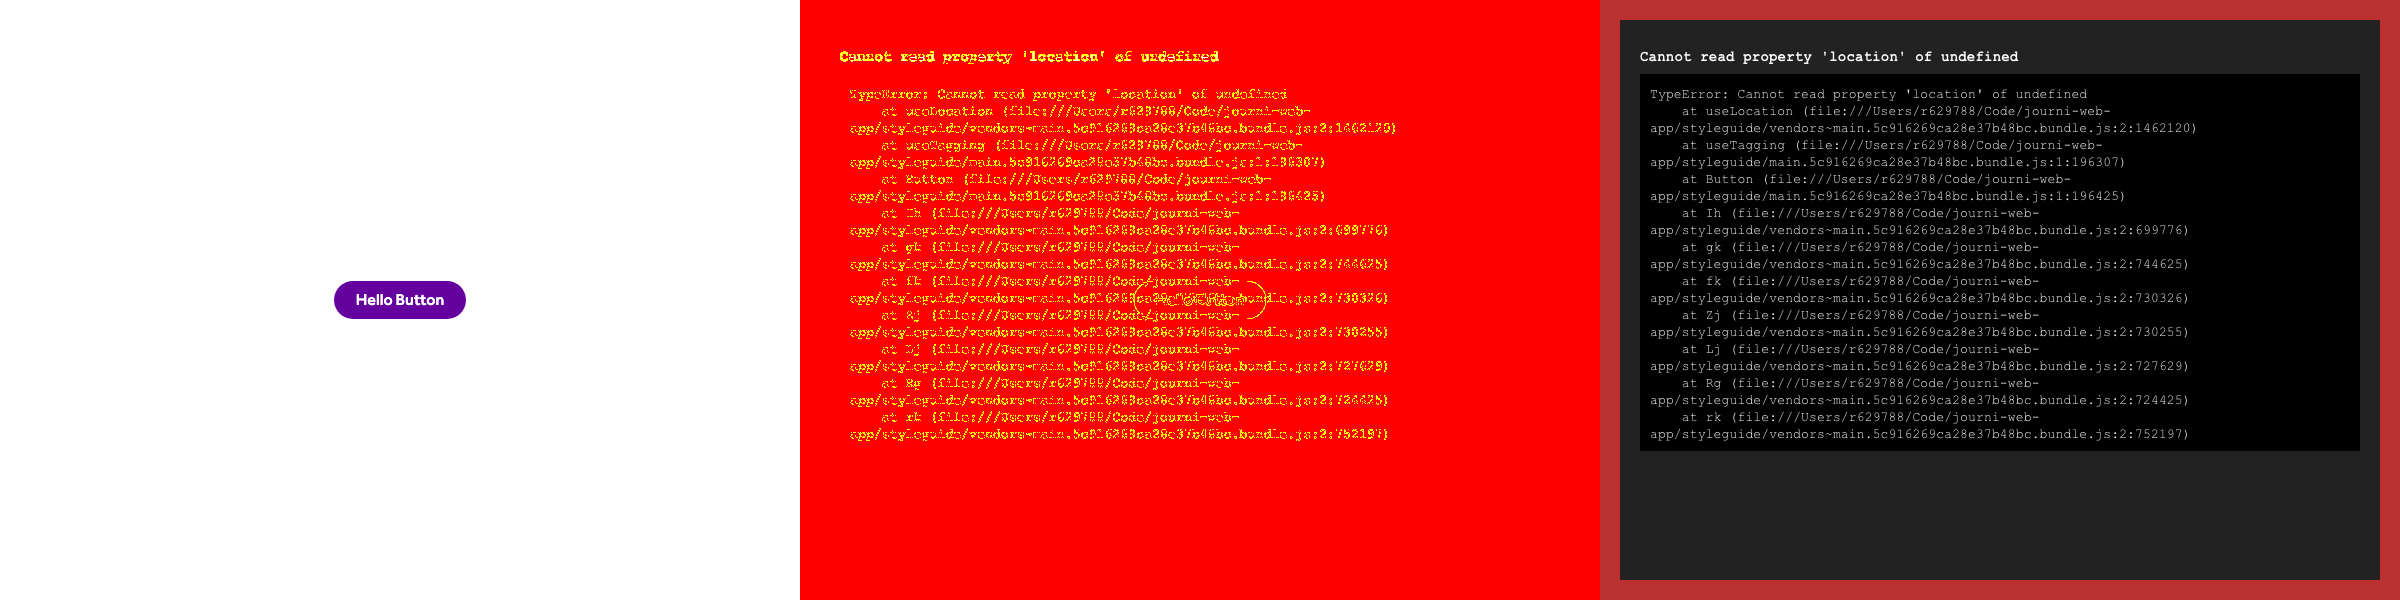 Hello Button
Cannot read property 'location' of undefined
TypeError: Cannot read property 'location' of undefined
at useLocation (file:///Users/r629788/Code/journi-web-
app/styleguide/vendors~main.5c916269ca28e37b48bc.bundle.js:2:1462120)
at useTagging (file:///Users/r629788/Code/journi-web-
app/styleguide/main.5c916269ca28e37b48bc.bundle.js:1:196307)
at Button (file:///Users/r629788/Code/journi-web-
app/styleguide/main.5c916269ca28e37b48bc.bundle.js:1:196425)
at Ih (file:///Users/r629788/Code/journi-web-
app/styleguide/vendors~main.5c916269ca28e37b48bc.bundle.js:2:699776)
at gk (file:///Users/r629788/Code/journi-web-
app/styleguide/vendors~main.5c916269ca28e37b48bc.bundle.js:2:744625)
at fk (file:///Users/r629788/Code/journi-web-
app/styleguide/vendors~main.5c916269ca28e37b48bc.bundle.js:2:730326)
at Zj (file:///Users/r629788/Code/journi-web-
app/styleguide/vendors~main.5c916269ca28e37b48bc.bundle.js:2:730255)
at Lj (file:///Users/r629788/Code/journi-web-
app/styleguide/vendors~main.5c916269ca28e37b48bc.bundle.js:2:727629)
at Rg (file:///Users/r629788/Code/journi-web-
app/styleguide/vendors~main.5c916269ca28e37b48bc.bundle.js:2:724425)
at rk (file:///Users/r629788/Code/journi-web-
app/styleguide/vendors~main.5c916269ca28e37b48bc.bundle.js:2:752197)
Cannot read property 'location' of undefined
TypeError: Cannot read property 'location' of undefined
at useLocation (file:///Users/r629788/Code/journi-web-
app/styleguide/vendors~main.5c916269ca28e37b48bc.bundle.js:2:1462120)
at useTagging (file:///Users/r629788/Code/journi-web-
app/styleguide/main.5c916269ca28e37b48bc.bundle.js:1:196307)
at Button (file:///Users/r629788/Code/journi-web-
app/styleguide/main.5c916269ca28e37b48bc.bundle.js:1:196425)
at Ih (file:///Users/r629788/Code/journi-web-
app/styleguide/vendors~main.5c916269ca28e37b48bc.bundle.js:2:699776)
at gk (file:///Users/r629788/Code/journi-web-
app/styleguide/vendors~main.5c916269ca28e37b48bc.bundle.js:2:744625)
at fk (file:///Users/r629788/Code/journi-web-
app/styleguide/vendors~main.5c916269ca28e37b48bc.bundle.js:2:730326)
at Zj (file:///Users/r629788/Code/journi-web-
app/styleguide/vendors~main.5c916269ca28e37b48bc.bundle.js:2:730255)
at Lj (file:///Users/r629788/Code/journi-web-
app/styleguide/vendors~main.5c916269ca28e37b48bc.bundle.js:2:727629)
at Rg (file:///Users/r629788/Code/journi-web-
app/styleguide/vendors~main.5c916269ca28e37b48bc.bundle.js:2:724425)
at rk (file:///Users/r629788/Code/journi-web-
app/styleguide/vendors~main.5c916269ca28e37b48bc.bundle.js:2:752197)